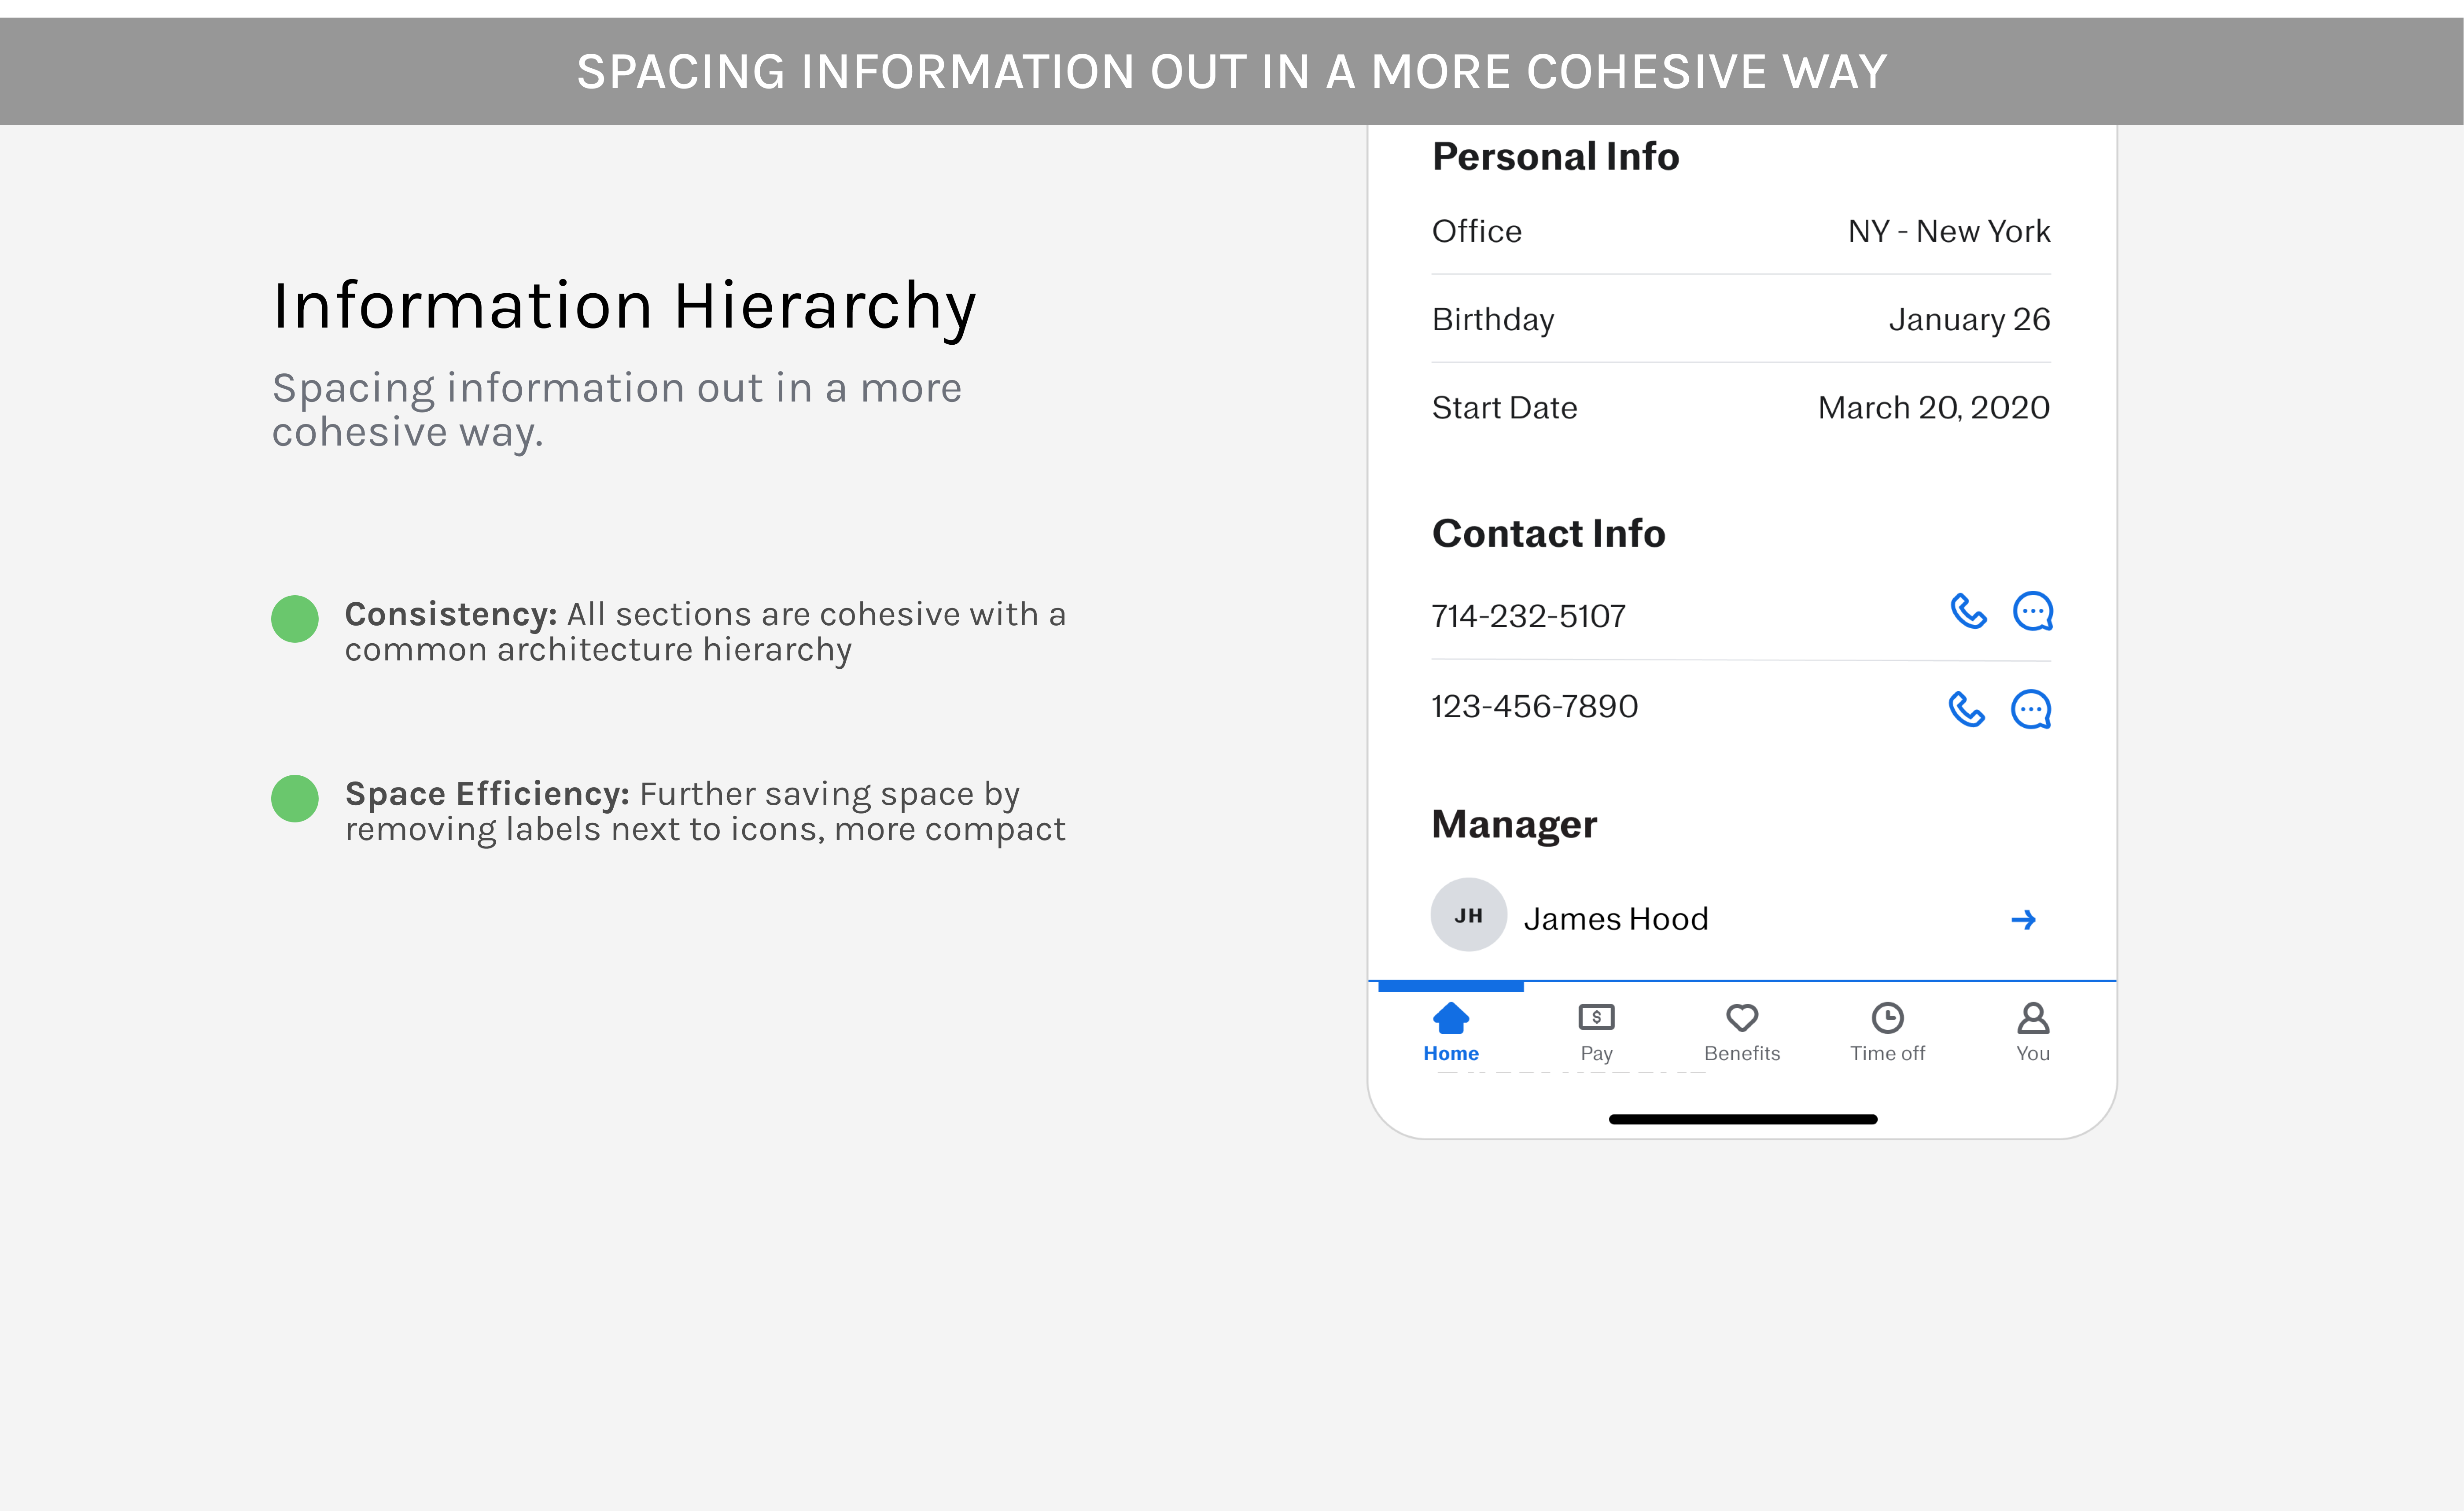 SPACING INFORMATION OUT IN A MORE COHESIVE WAY
Information Hierarchy
Spacing information out in a more
cohesive way.
Consistency: All sections are cohesive with a
common architecture hierarchy
Space Efficiency: Further saving space by
removing labels next to icons, more compact
Personal Info
Office NY - New York
Birthday January 26
Start Date March 20, 2020
Contact Info
714-232-5107
123-456-7890
Manager
JH James Hood
Home Pay Benefits Time off You